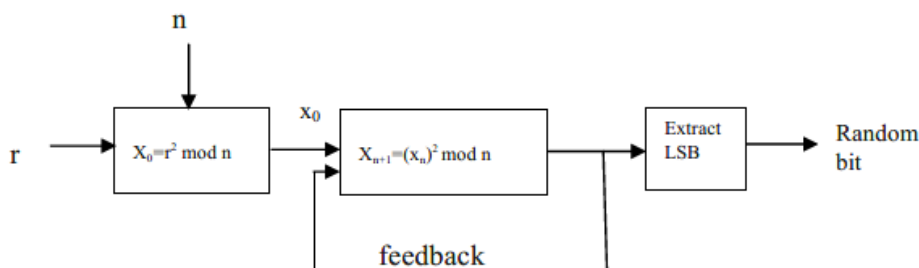 n
r
X₀=r² mod n
x₀
Xₙ₊₁=(xₙ)² mod n
Extract
LSB
Random
bit
feedback